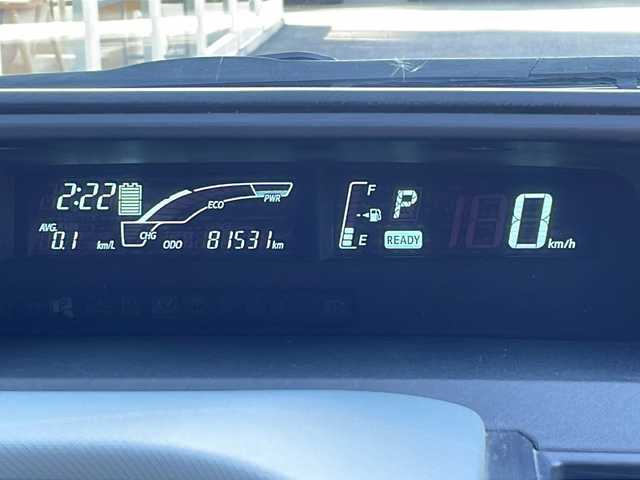 2:22
ECO PWR
AVG. 0.1 km/L
CHG ODO 81531 km
F
E
P
READY
0 km/h